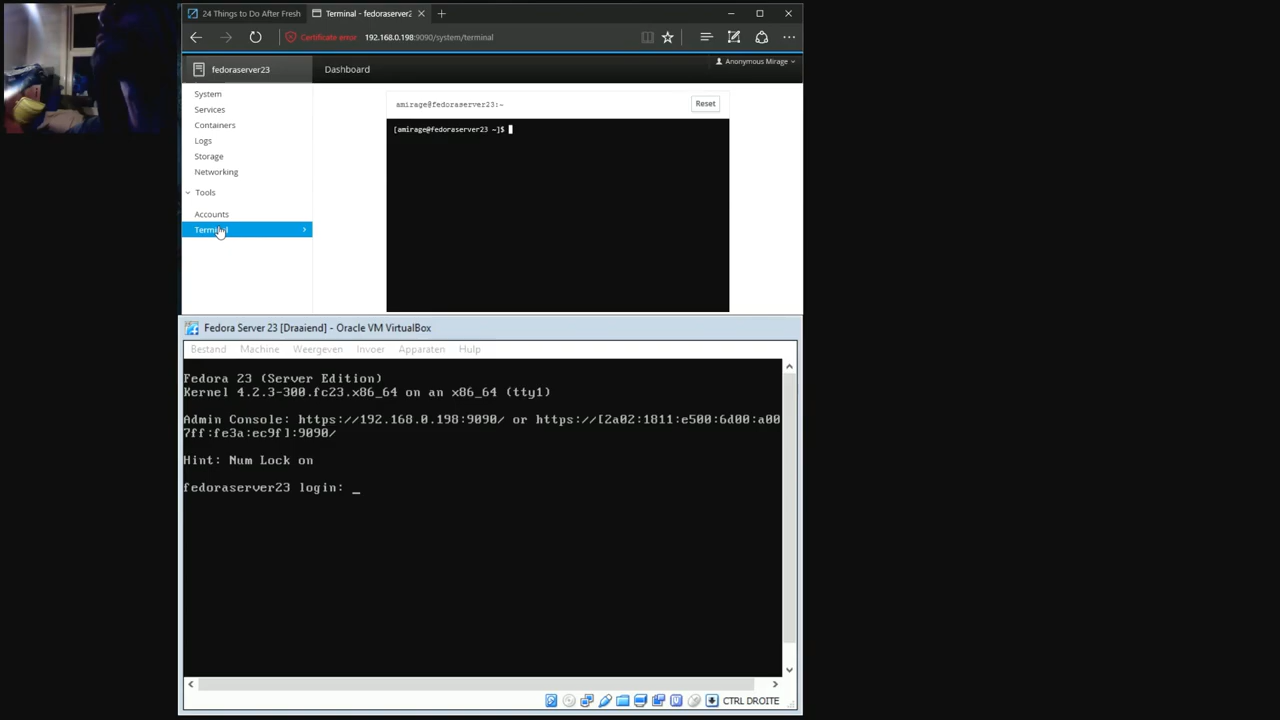 24 Things to Do After Fresh
Terminal - fedoraserver2
Certificate error 192.168.0.198:9090/system/terminal
fedoraserver23
Dashboard
Anonymous Mirage
System
Services
Containers
Logs
Storage
Networking
Tools
Accounts
Terminal
amirage@fedoraserver23:~
Reset
[amirage@fedoraserver23 ~]$
Fedora Server 23 [Draaiend] - Oracle VM VirtualBox
Bestand Machine Weergeven Invoer Apparaten Hulp
Fedora 23 (Server Edition)
Kernel 4.2.3-300.fc23.x86_64 on an x86_64 (tty1)
Admin Console: https://192.168.0.198:9090/ or https://[2a02:1811:e500:6d00:a00
7ff:fe3a:ec9f]:9090/
Hint: Num Lock on
fedoraserver23 login: _
CTRL DROITE